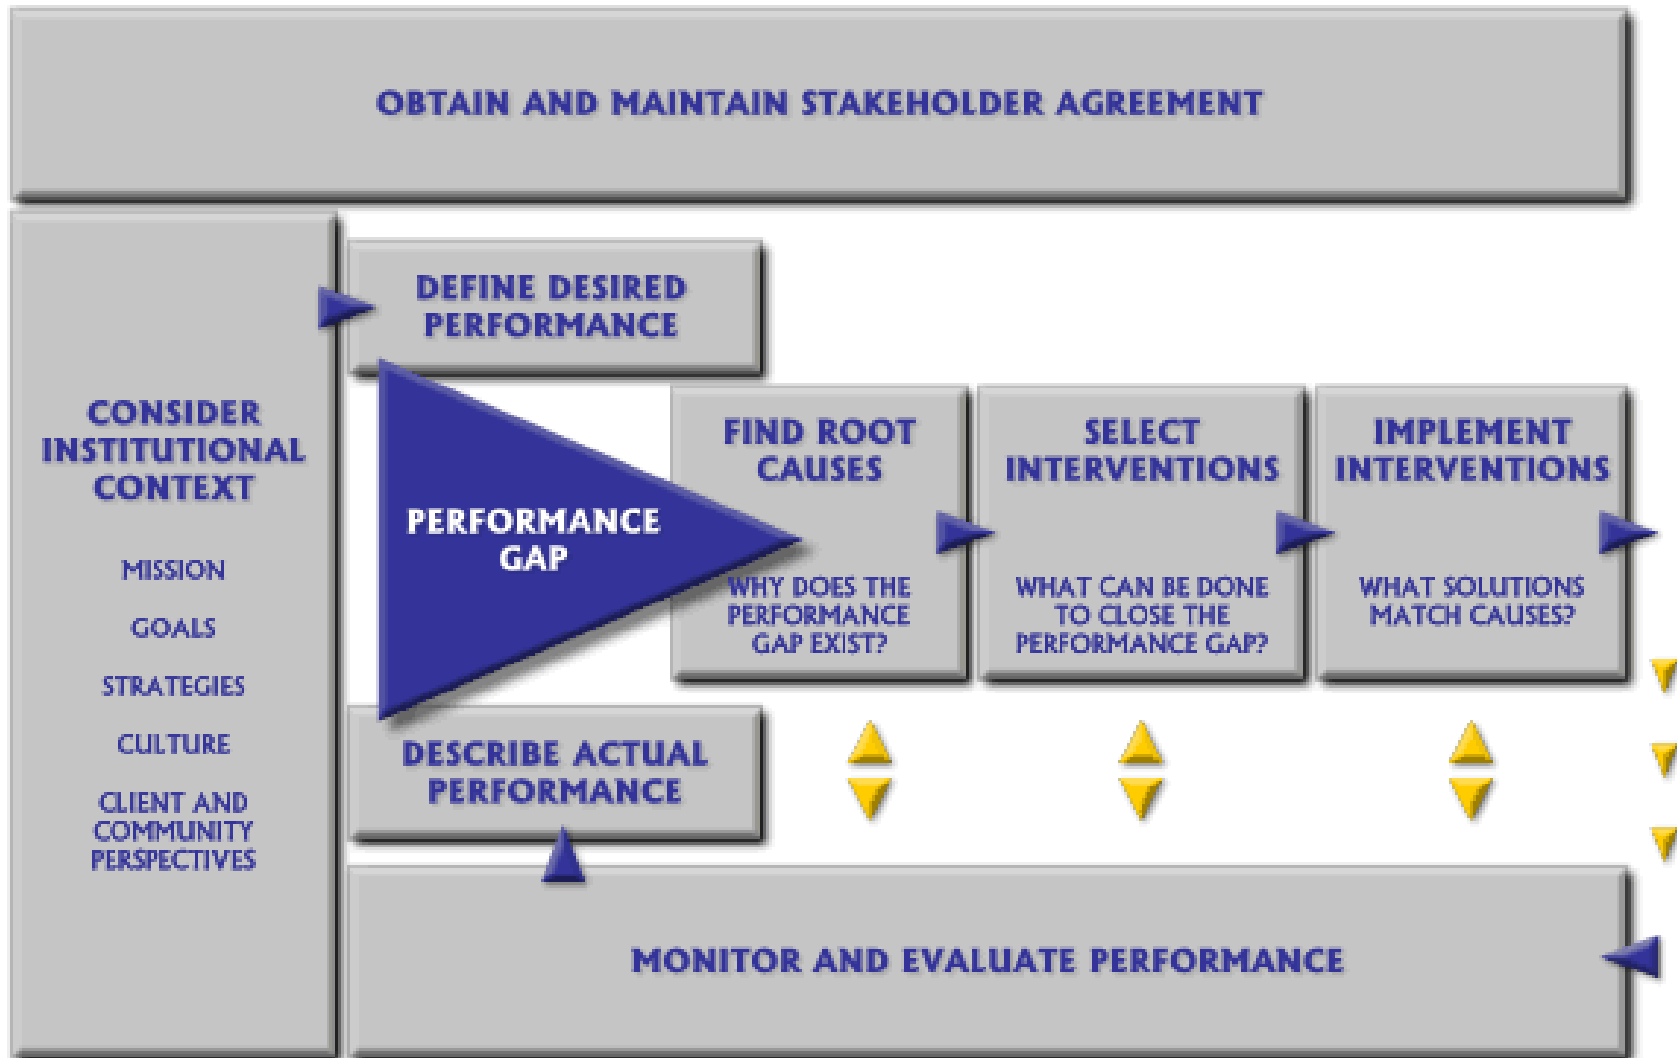 OBTAIN AND MAINTAIN STAKEHOLDER AGREEMENT
CONSIDER
INSTITUTIONAL
CONTEXT
MISSION
GOALS
STRATEGIES
CULTURE
CLIENT AND
COMMUNITY
PERSPECTIVES
DEFINE DESIRED
PERFORMANCE
PERFORMANCE
GAP
DESCRIBE ACTUAL
PERFORMANCE
FIND ROOT
CAUSES
WHY DOES THE
PERFORMANCE
GAP EXIST?
SELECT
INTERVENTIONS
WHAT CAN BE DONE
TO CLOSE THE
PERFORMANCE GAP?
IMPLEMENT
INTERVENTIONS
WHAT SOLUTIONS
MATCH CAUSES?
MONITOR AND EVALUATE PERFORMANCE